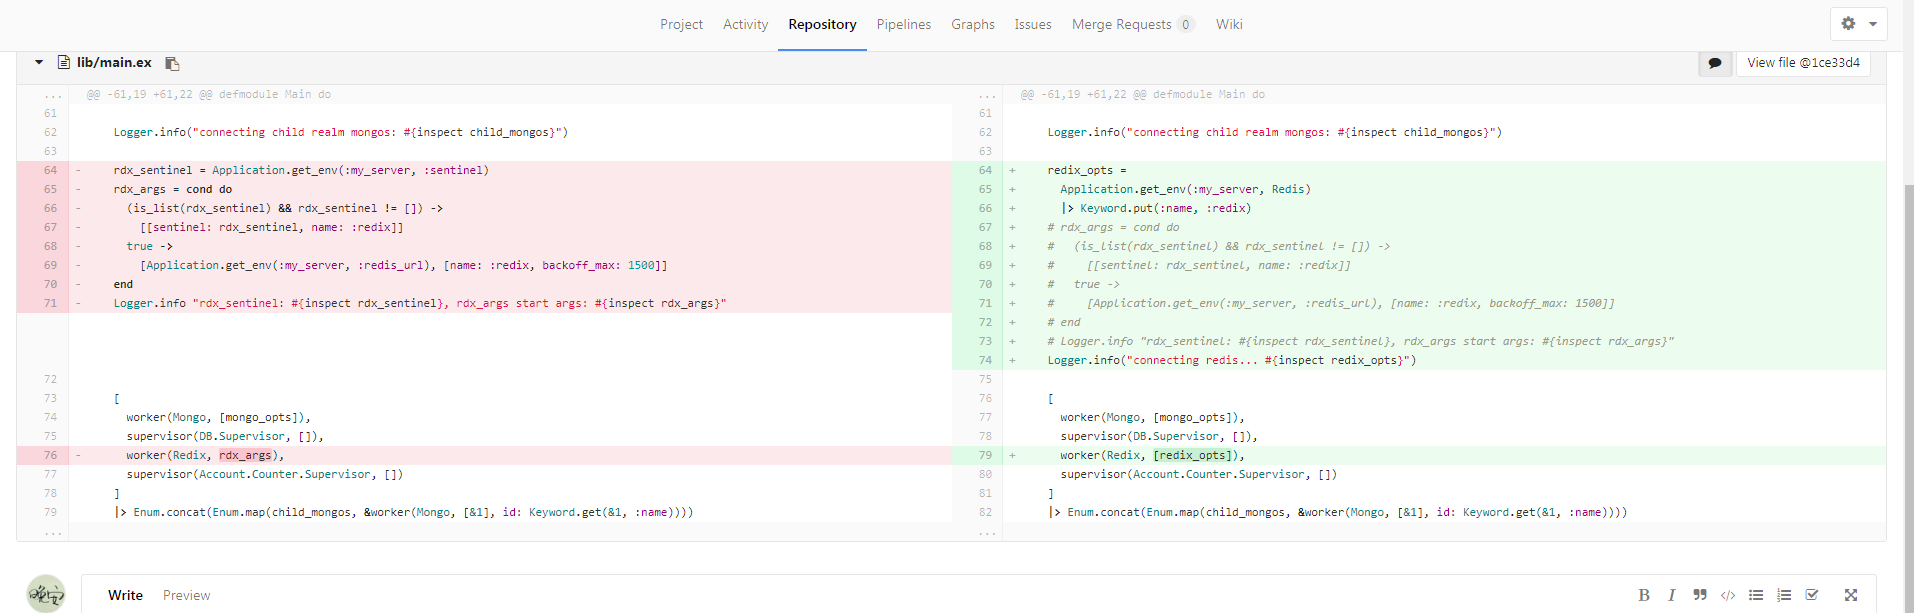 Project Activity Repository Pipelines Graphs Issues Merge Requests 0 Wiki
lib/main.ex View file @1ce33d4
... @@ -61,19 +61,22 @@ defmodule Main do
61
62 Logger.info("connecting child realm mongos: #{inspect child_mongos}")
63
64 - rdx_sentinel = Application.get_env(:my_server, :sentinel)
65 - rdx_args = cond do
66 - (is_list(rdx_sentinel) && rdx_sentinel != []) ->
67 - [[sentinel: rdx_sentinel, name: :redix]]
68 - true ->
69 - [Application.get_env(:my_server, :redis_url), [name: :redix, backoff_max: 1500]]
70 - end
71 - Logger.info "rdx_sentinel: #{inspect rdx_sentinel}, rdx_args start args: #{inspect rdx_args}"
72
73 [
74 worker(Mongo, [mongo_opts]),
75 supervisor(DB.Supervisor, []),
76 - worker(Redix, rdx_args),
77 supervisor(Account.Counter.Supervisor, [])
78 ]
79 |> Enum.concat(Enum.map(child_mongos, &worker(Mongo, [&1], id: Keyword.get(&1, :name))))
...
... @@ -61,19 +61,22 @@ defmodule Main do
61
62 Logger.info("connecting child realm mongos: #{inspect child_mongos}")
63
64 + redix_opts =
65 + Application.get_env(:my_server, Redis)
66 + |> Keyword.put(:name, :redix)
67 + # rdx_args = cond do
68 + # (is_list(rdx_sentinel) && rdx_sentinel != []) ->
69 + # [[sentinel: rdx_sentinel, name: :redix]]
70 + # true ->
71 + # [Application.get_env(:my_server, :redis_url), [name: :redix, backoff_max: 1500]]
72 + # end
73 + # Logger.info "rdx_sentinel: #{inspect rdx_sentinel}, rdx_args start args: #{inspect rdx_args}"
74 + Logger.info("connecting redis... #{inspect redix_opts}")
75
76 [
77 worker(Mongo, [mongo_opts]),
78 supervisor(DB.Supervisor, []),
79 + worker(Redix, [redix_opts]),
80 supervisor(Account.Counter.Supervisor, [])
81 ]
82 |> Enum.concat(Enum.map(child_mongos, &worker(Mongo, [&1], id: Keyword.get(&1, :name))))
...
晚安
Write Preview B I